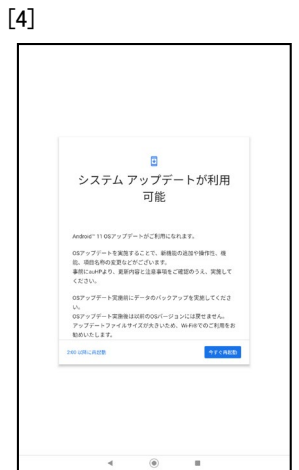 [4]
システム アップデートが利用
可能
Android™ 11 OSアップデートがご利用になれます。
OSアップデートを実施することで、新機能の追加や操作性、機
能、項目名称の変更などがございます。
事前にauHPより、更新内容と注意事項をご確認のうえ、実施して
ください。
OSアップデート実施前にデータのバックアップを実施してくださ
い。
OSアップデート実施後は以前のOSバージョンには戻せません。
アップデートファイルサイズが大きいため、Wi-Fi®でのご利用をお
勧めいたします。
2:00 以降に再起動
今すぐ再起動